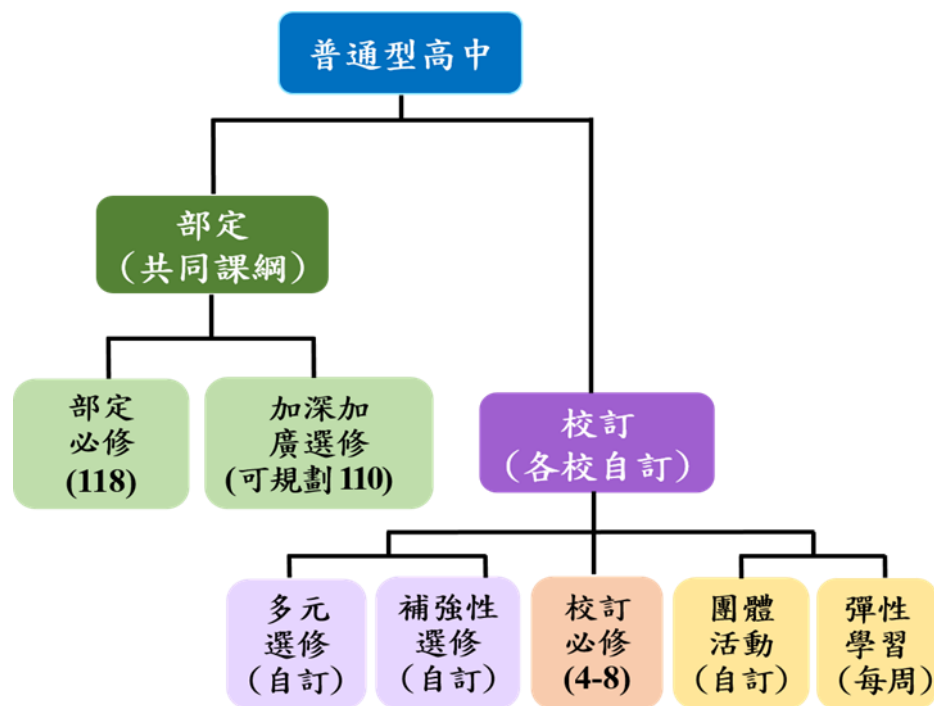 普通型高中
部定
（共同課綱）
部定
必修
(118)
加深加
廣選修
(可規劃110)
校訂
（各校自訂）
多元
選修
（自訂）
補強性
選修
（自訂）
校訂
必修
(4-8)
團體
活動
（自訂）
彈性
學習
（每周）